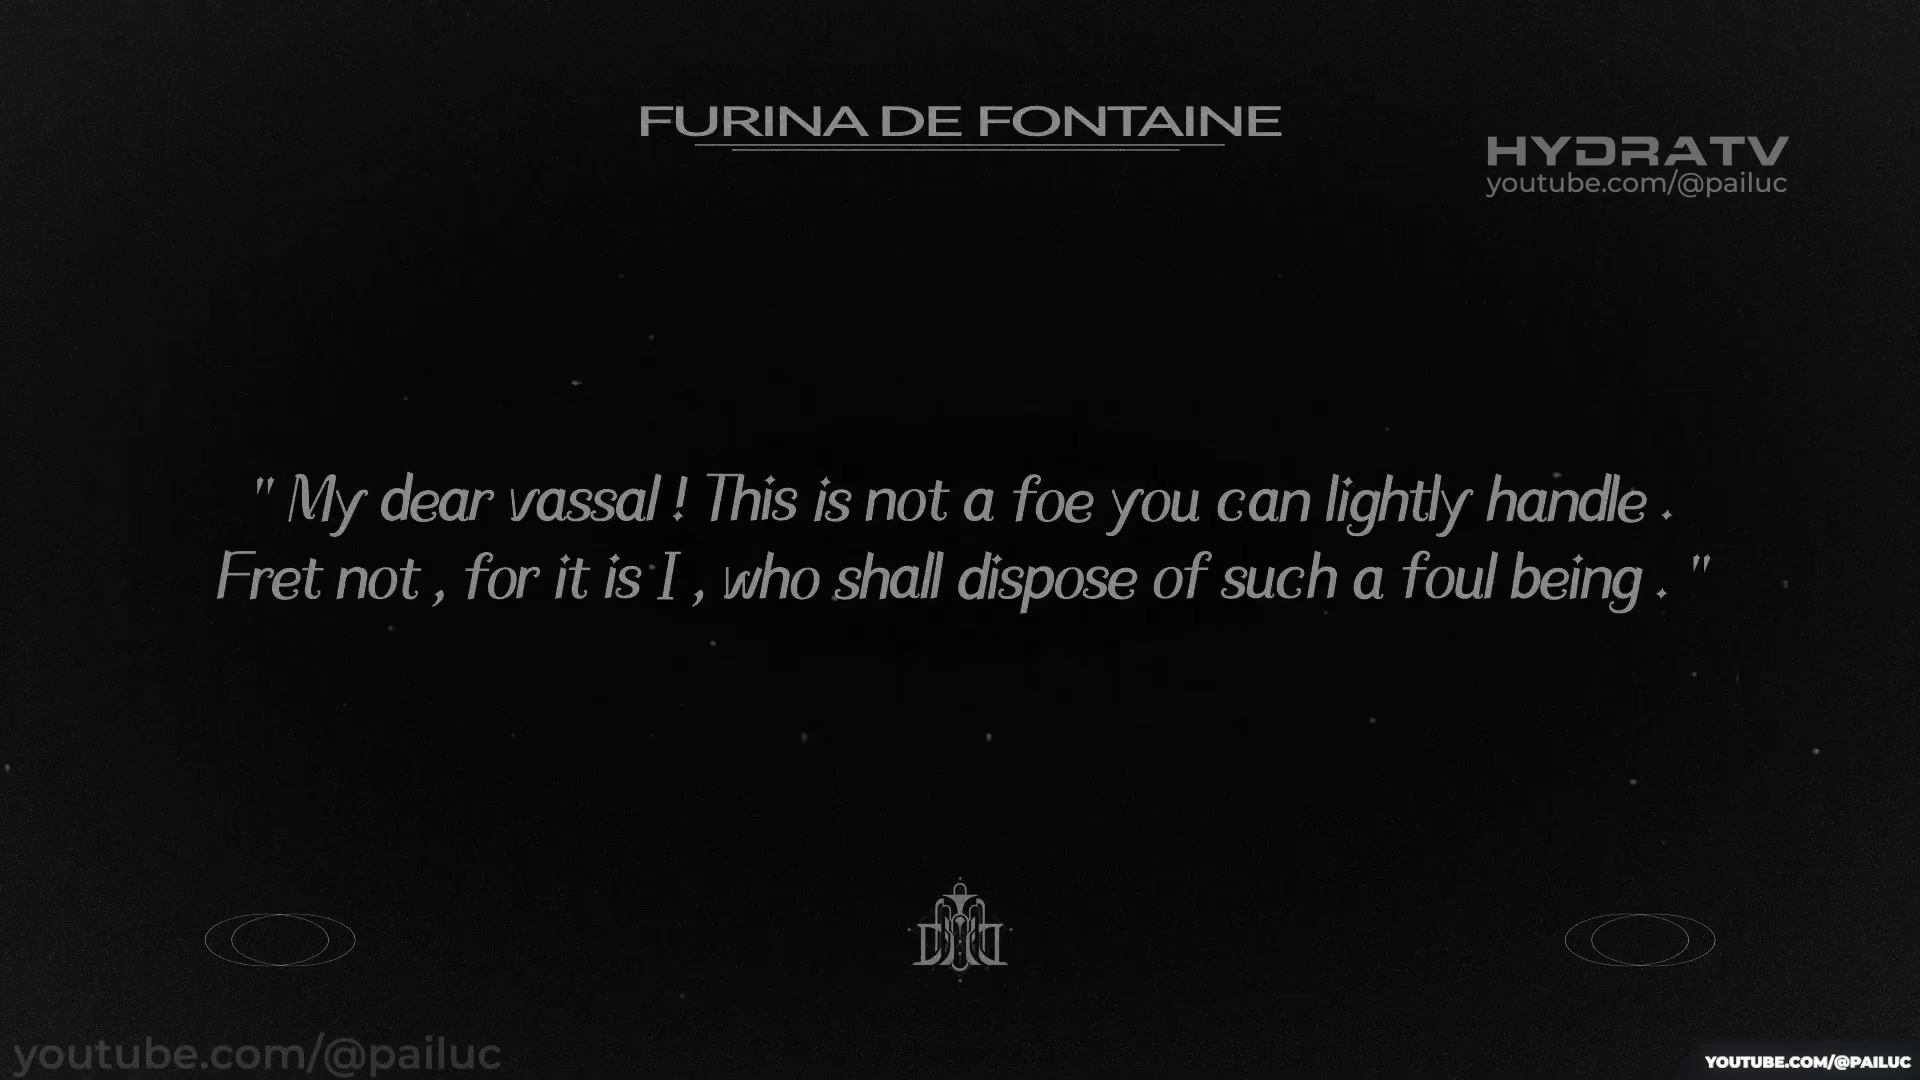 FURINA DE FONTAINE
HYDRATV
youtube.com/@pailuc
" My dear vassal ! This is not a foe you can lightly handle .
Fret not , for it is I , who shall dispose of such a foul being . "
youtube.com/@pailuc
YOUTUBE.COM/@PAILUC